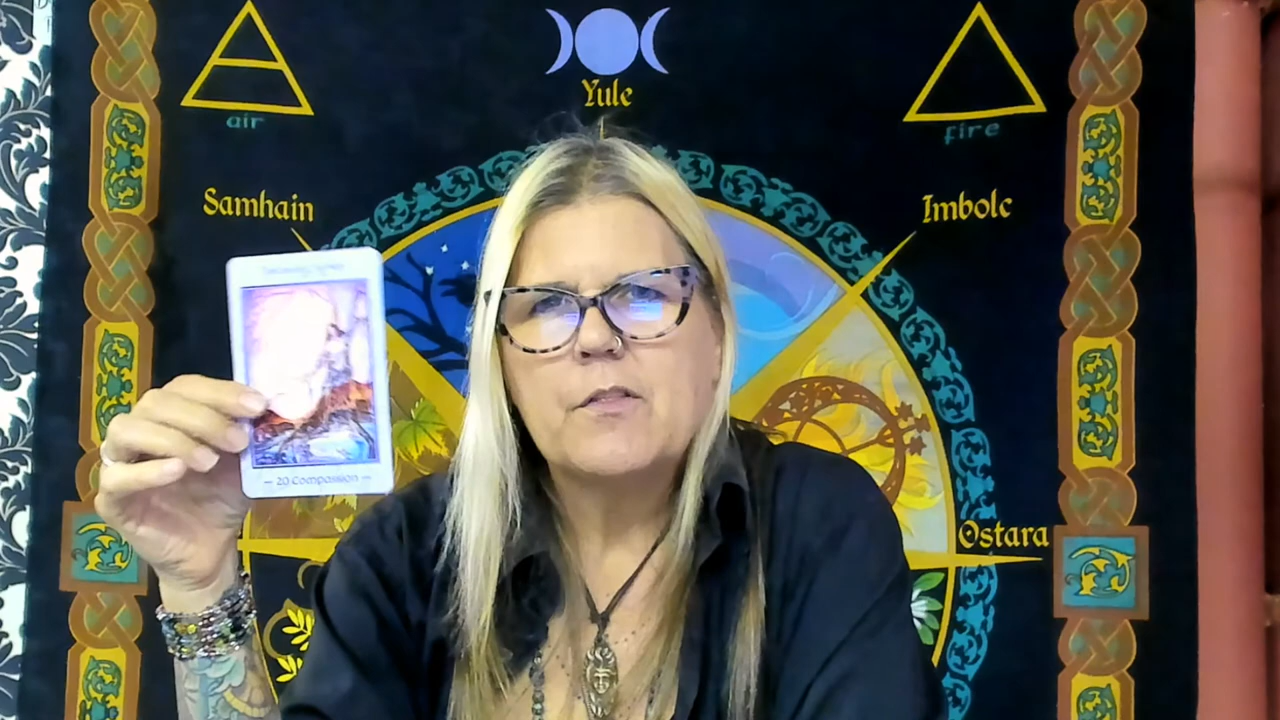 Yule
air
fire
Samhain
Imbolc
— 20 Compassion —
Ostara